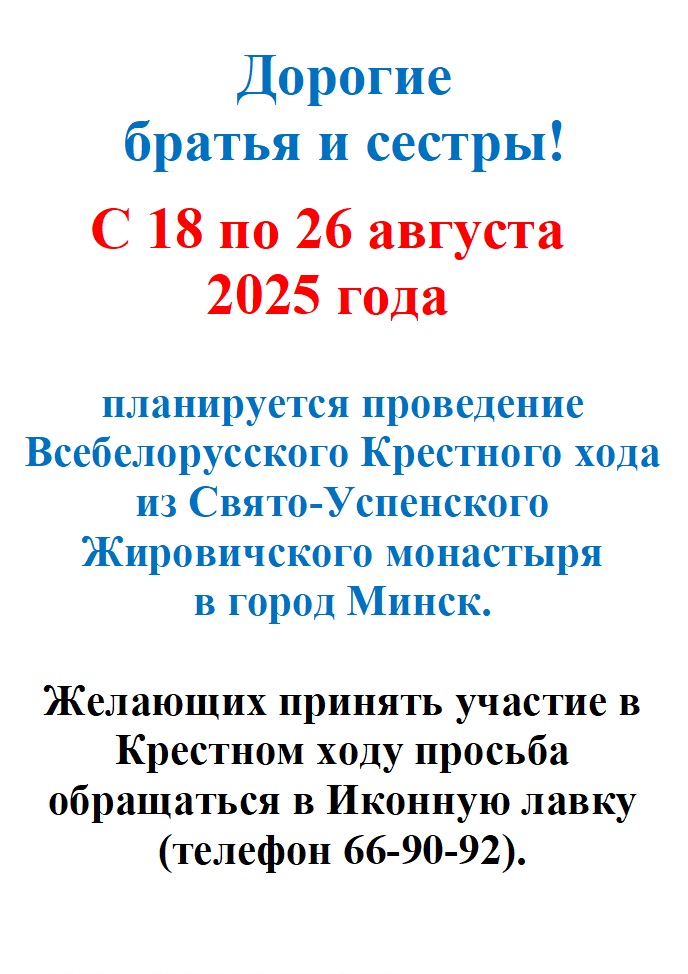 Дорогие
братья и сестры!
С 18 по 26 августа
2025 года
планируется проведение
Всебелорусского Крестного хода
из Свято-Успенского
Жировичского монастыря
в город Минск.
Желающих принять участие в
Крестном ходу просьба
обращаться в Иконную лавку
(телефон 66-90-92).